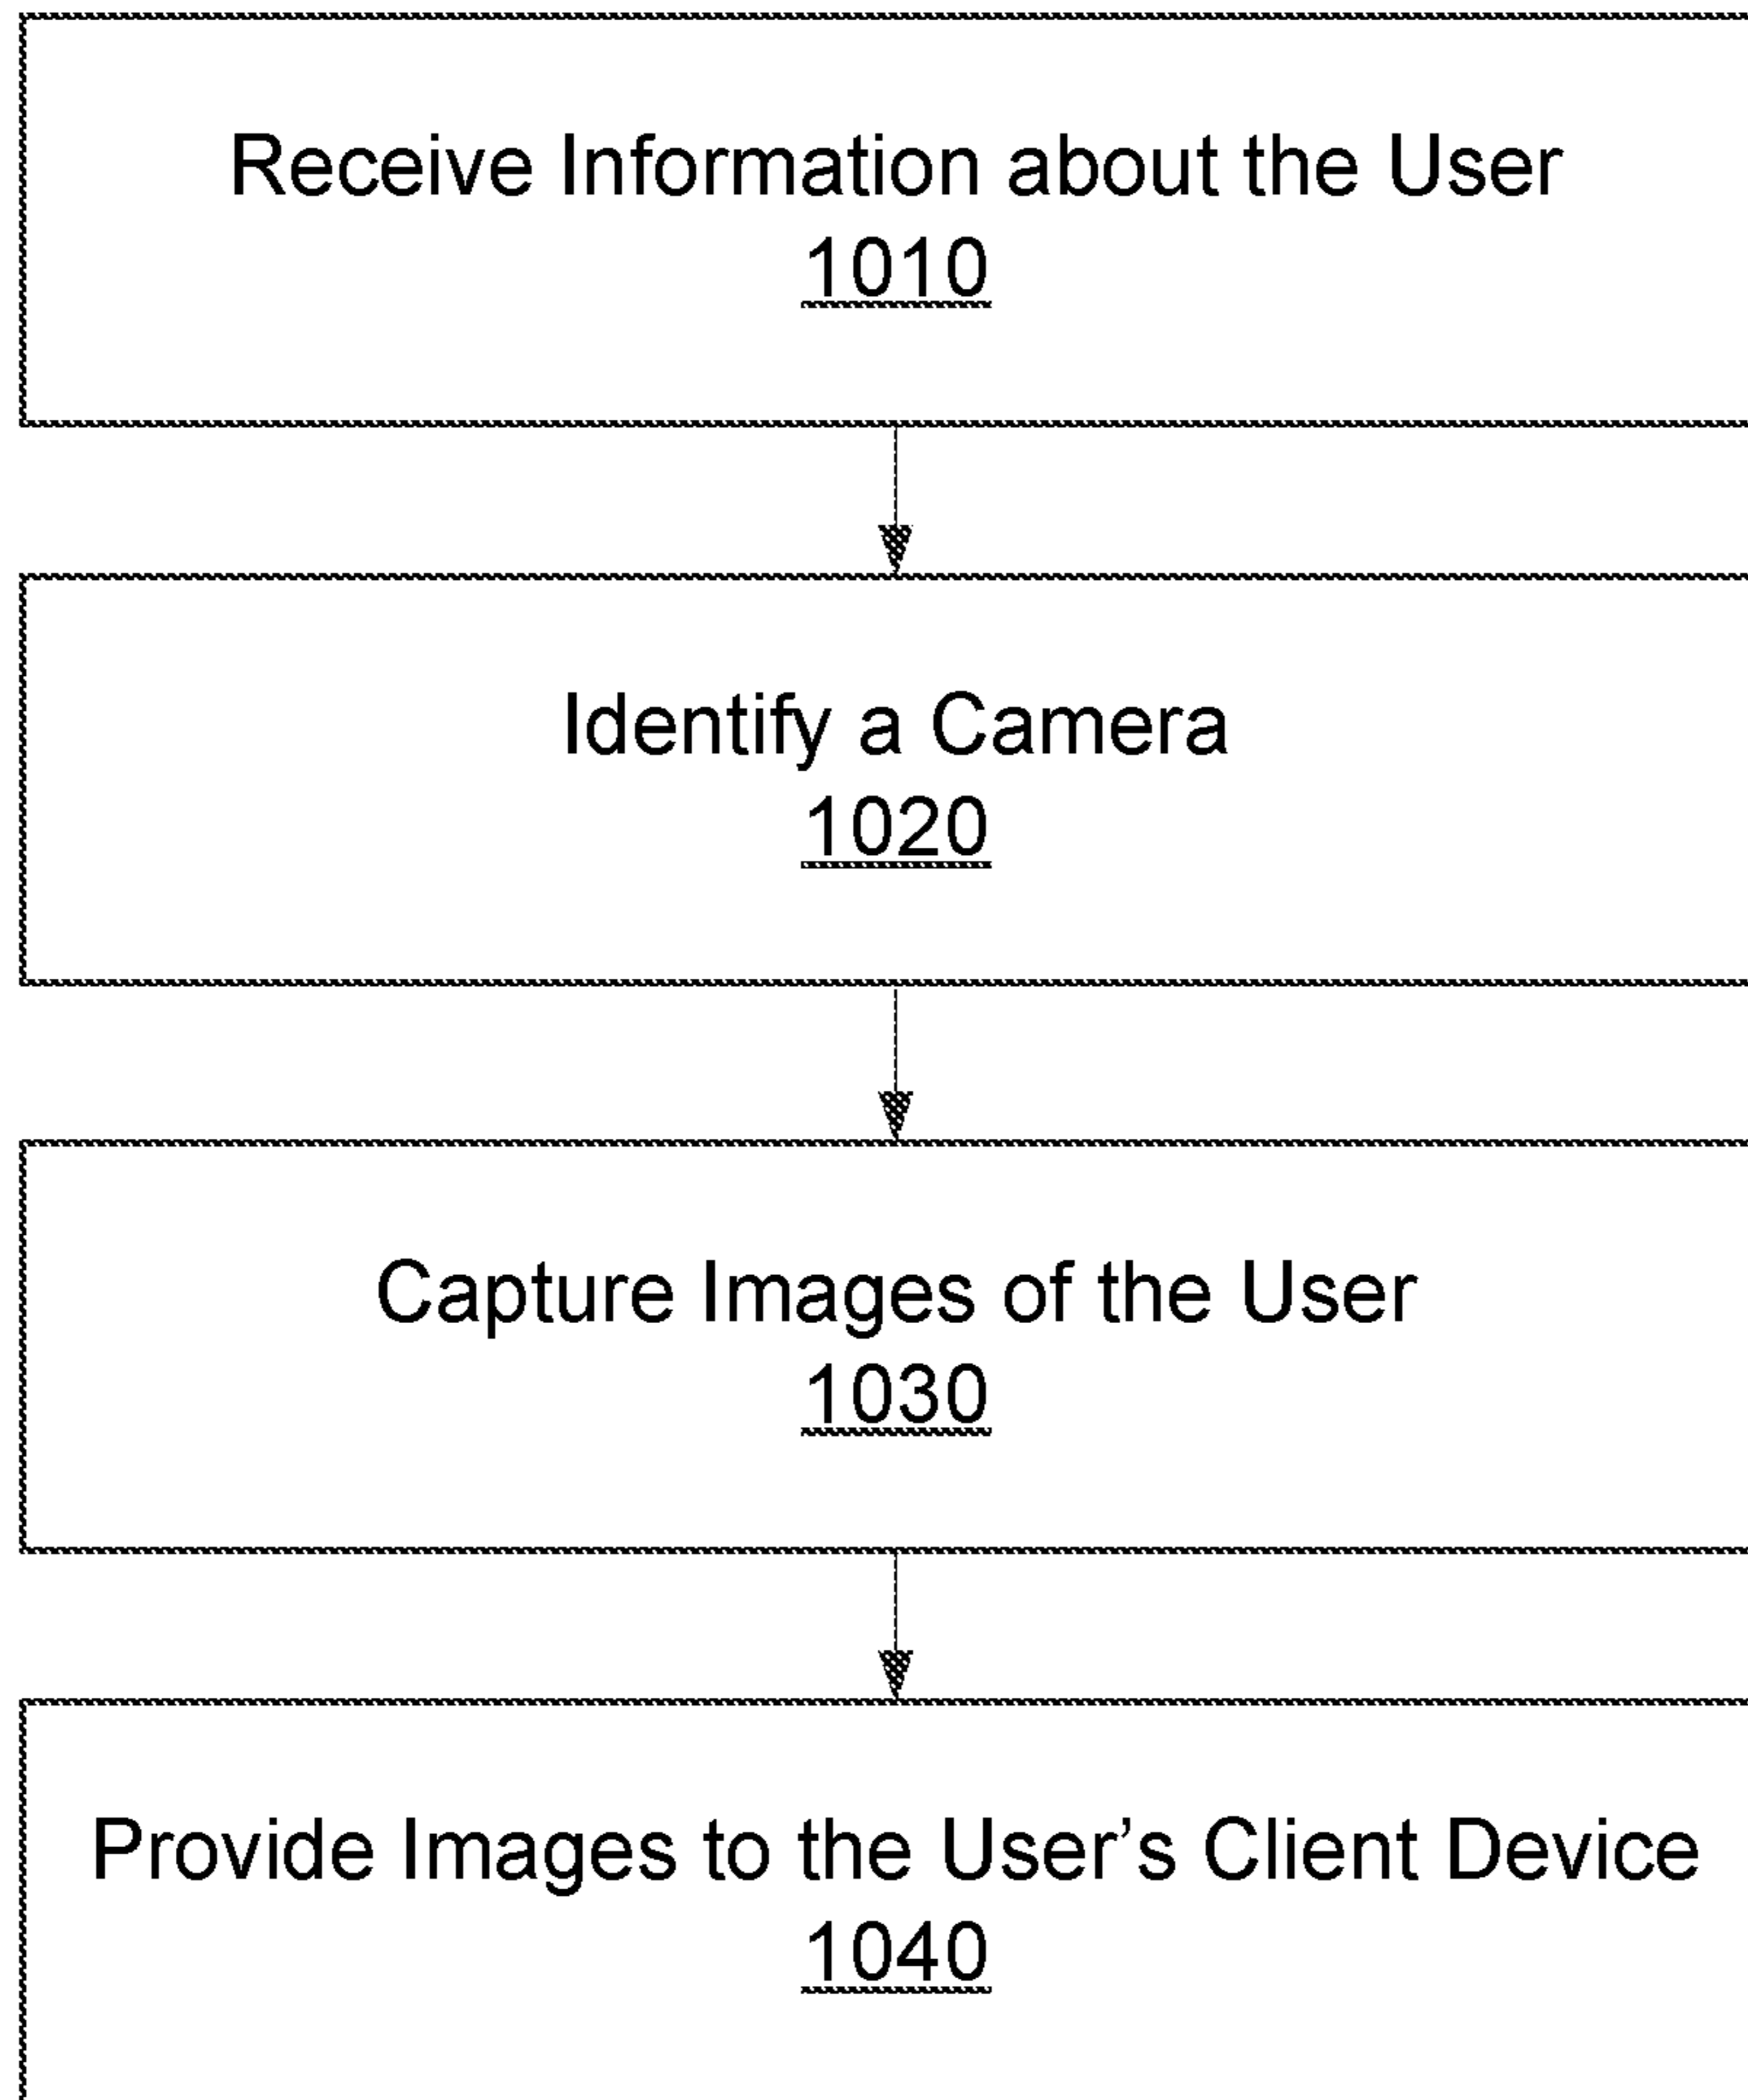 Receive Information about the User
1010
Identify a Camera
1020
Capture Images of the User
1030
Provide Images to the User’s Client Device
1040